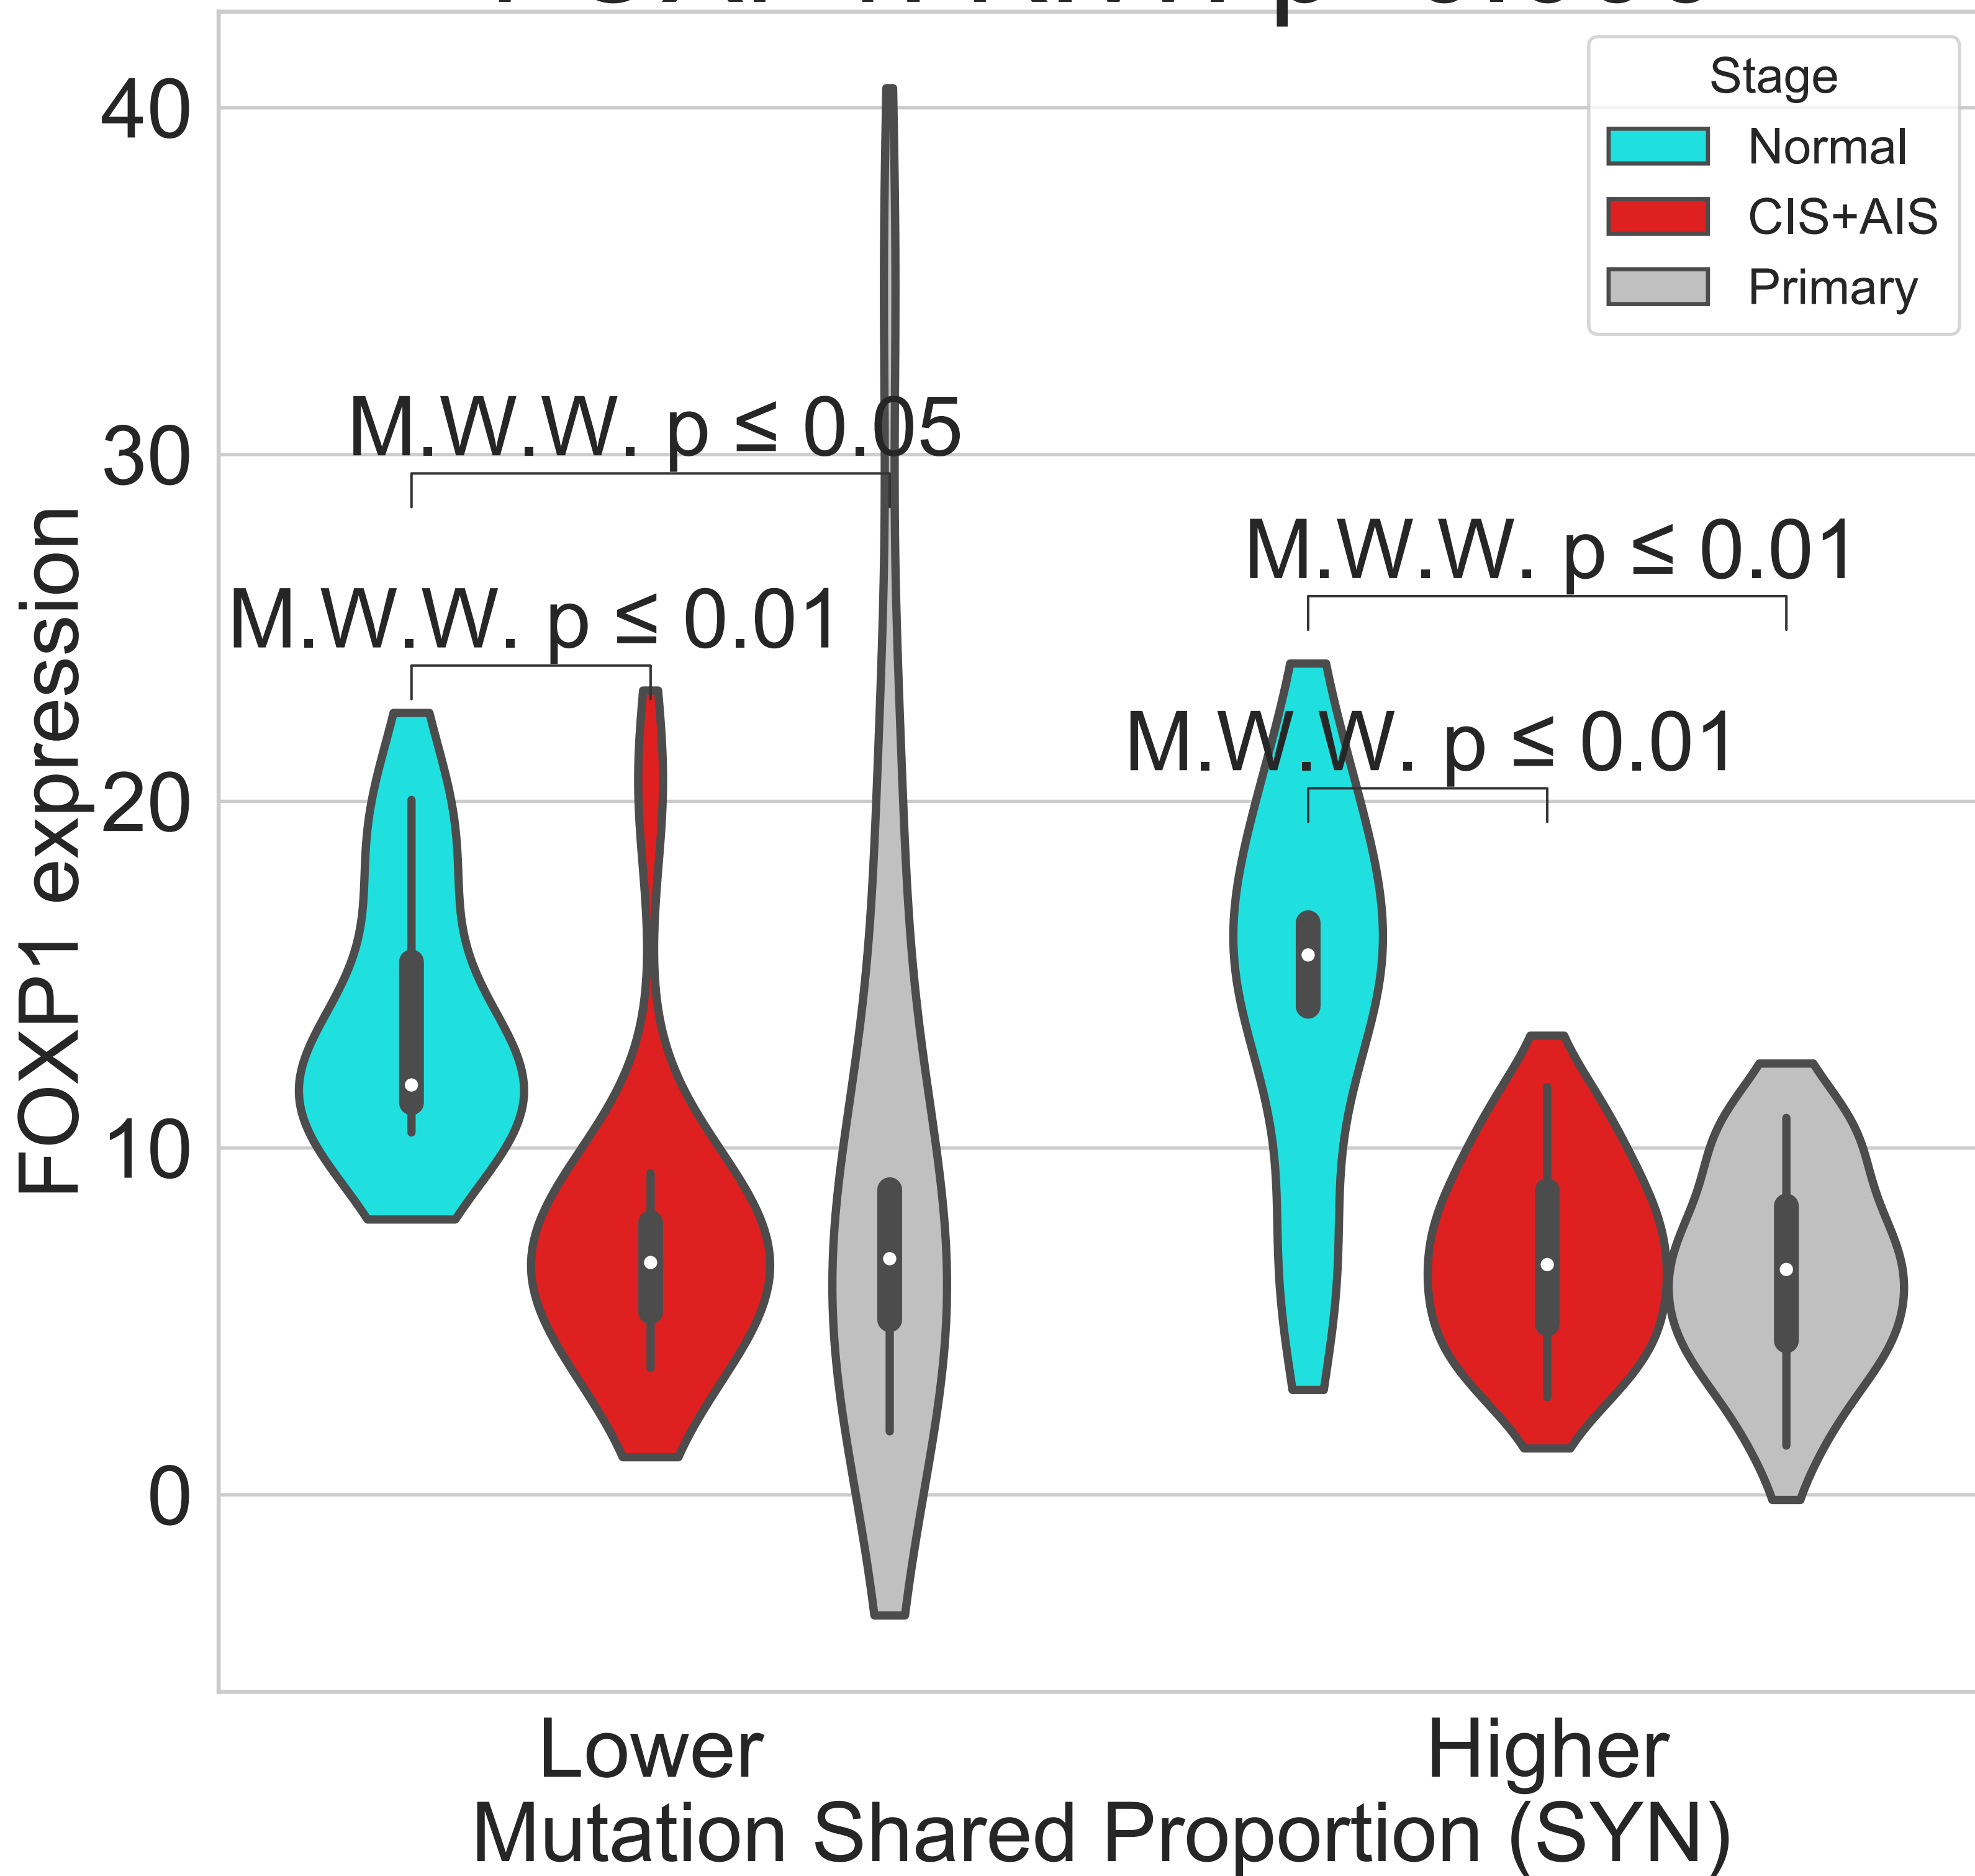 Stage
Normal
CIS+AIS
Primary
40
30
20
10
0
FOXP1 expression
M.W.W. p ≤ 0.05
M.W.W. p ≤ 0.01
M.W.W. p ≤ 0.01
M.W.W. p ≤ 0.01
Lower
Higher
Mutation Shared Proportion (SYN)